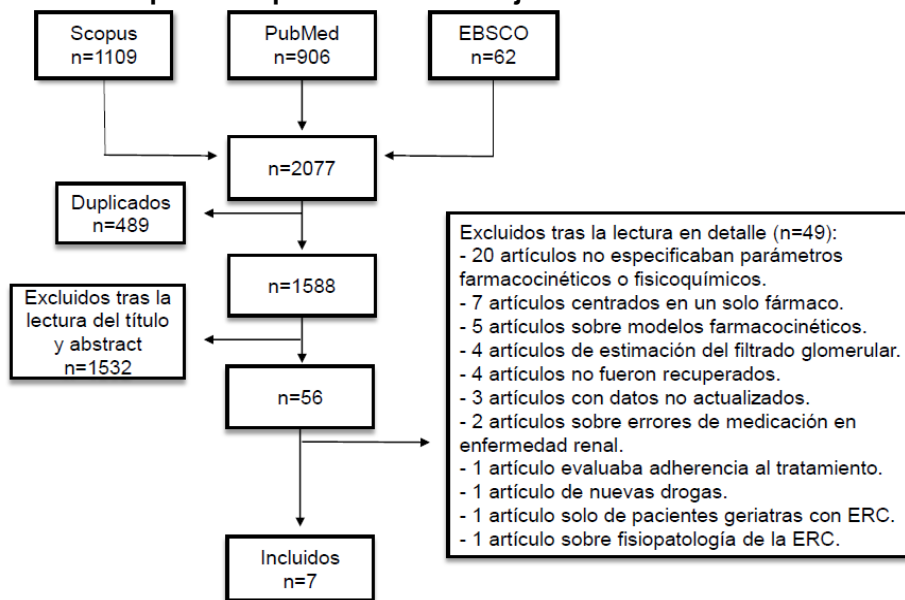 Scopus
n=1109
PubMed
n=906
EBSCO
n=62
n=2077
Duplicados
n=489
n=1588
Excluidos tras la
lectura del título
y abstract
n=1532
n=56
Excluidos tras la lectura en detalle (n=49):
- 20 artículos no especificaban parámetros
farmacocinéticos o fisicoquímicos.
- 7 artículos centrados en un solo fármaco.
- 5 artículos sobre modelos farmacocinéticos.
- 4 artículos de estimación del filtrado glomerular.
- 4 artículos no fueron recuperados.
- 3 artículos con datos no actualizados.
- 2 artículos sobre errores de medicación en
enfermedad renal.
- 1 artículo evaluaba adherencia al tratamiento.
- 1 artículo de nuevas drogas.
- 1 artículo solo de pacientes geriatras con ERC.
- 1 artículo sobre fisiopatología de la ERC.
Incluidos
n=7